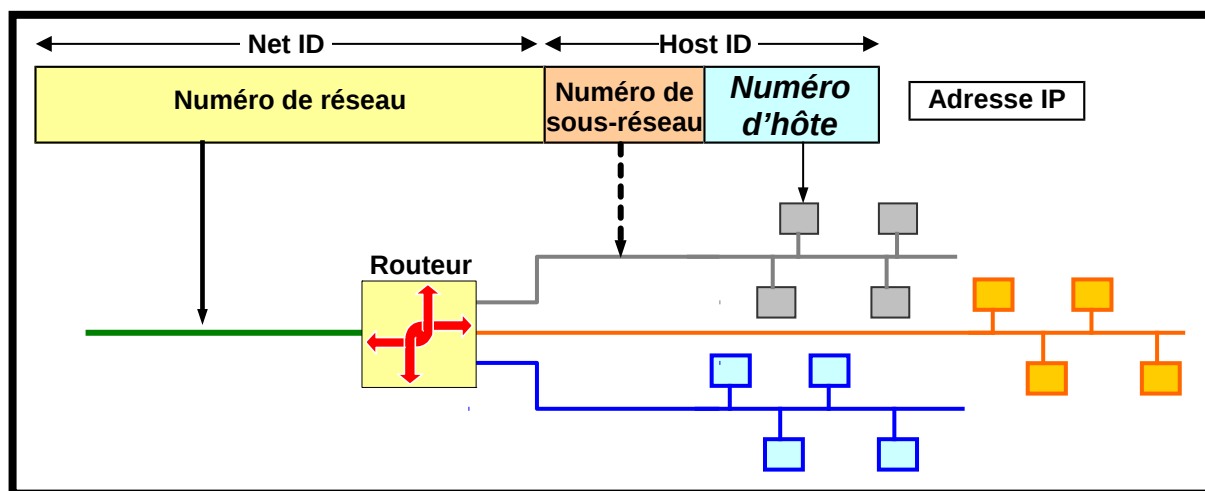 Net ID
Host ID
Numéro de réseau
Numéro de
sous-réseau
Numéro
d’hôte
Adresse IP
Routeur